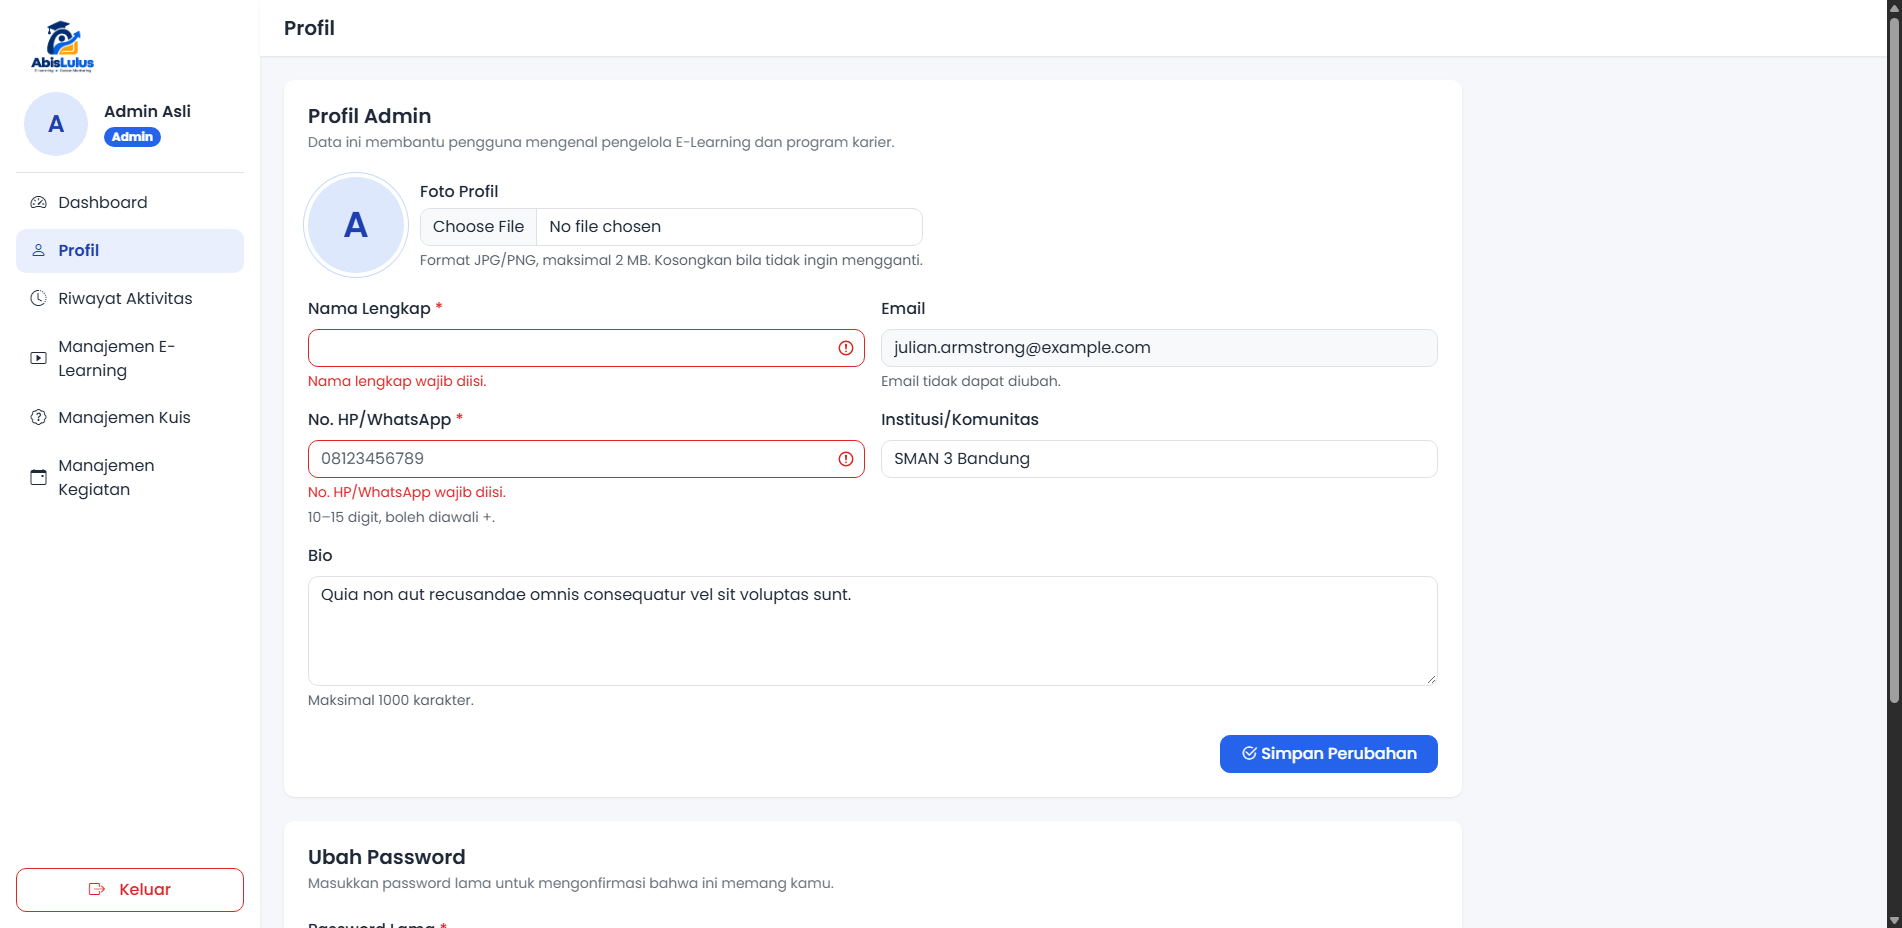 Profil
AbisLulus
A
Admin Asli
Admin
Dashboard
Profil
Riwayat Aktivitas
Manajemen E-
Learning
Manajemen Kuis
Manajemen
Kegiatan
Keluar
Profil Admin
Data ini membantu pengguna mengenal pengelola E-Learning dan program karier.
A
Foto Profil
Choose File No file chosen
Format JPG/PNG, maksimal 2 MB. Kosongkan bila tidak ingin mengganti.
Nama Lengkap *
Nama lengkap wajib diisi.
Email
julian.armstrong@example.com
Email tidak dapat diubah.
No. HP/WhatsApp *
08123456789
No. HP/WhatsApp wajib diisi.
10–15 digit, boleh diawali +.
Institusi/Komunitas
SMAN 3 Bandung
Bio
Quia non aut recusandae omnis consequatur vel sit voluptas sunt.
Maksimal 1000 karakter.
Simpan Perubahan
Ubah Password
Masukkan password lama untuk mengonfirmasi bahwa ini memang kamu.
Password Lama *